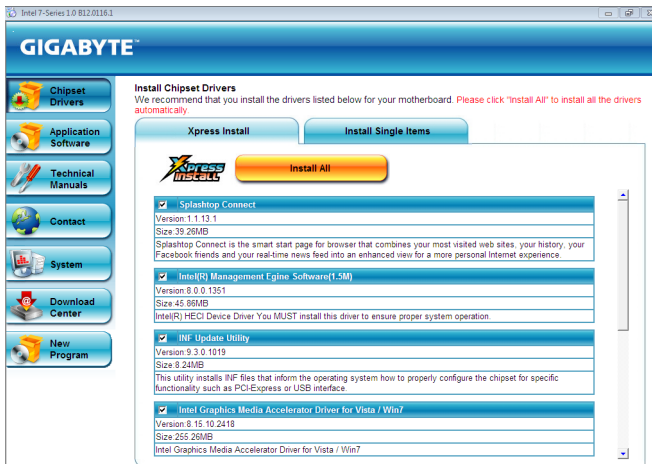 Intel 7-Series 1.0 B12.0116.1
GIGABYTE™
Chipset
Drivers
Application
Software
Technical
Manuals
Contact
System
Download
Center
New
Program
Install Chipset Drivers
We recommend that you install the drivers listed below for your motherboard. Please click "Install All" to install all the drivers
automatically.
Xpress Install
Install Single Items
Xpress
Install
Install All
Splashtop Connect
Version:1.1.13.1
Size:39.26MB
Splashtop Connect is the smart start page for browser that combines your most visited web sites, your history, your
Facebook friends and your real-time news feed into an enhanced view for a more personal Internet experience.
Intel(R) Management Egine Software(1.5M)
Version:8.0.0.1351
Size:45.86MB
Intel(R) HECI Device Driver You MUST install this driver to ensure proper system operation.
INF Update Utility
Version:9.3.0.1019
Size:8.24MB
This utility installs INF files that inform the operating system how to properly configure the chipset for specific
functionality such as PCI-Express or USB interface.
Intel Graphics Media Accelerator Driver for Vista / Win7
Version:8.15.10.2418
Size:255.26MB
Intel Graphics Media Accelerator Driver for Vista / Win7